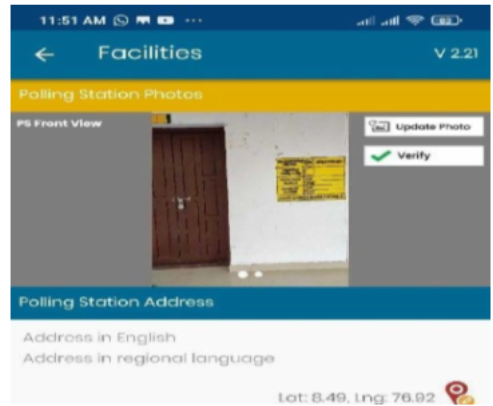 11:51 AM
82
Facilities
V 2.21
Polling Station Photos
PS Front View
Update Photo
Verify
Polling Station Address
Address in English
Address in regional language
Lat: 8.49, Lng: 76.92